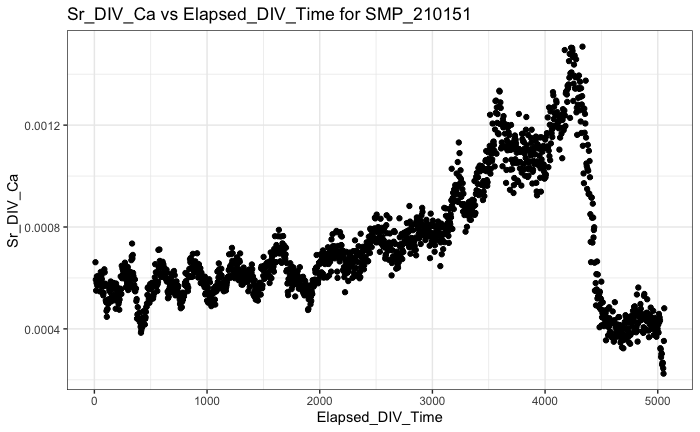 Sr_DIV_Ca vs Elapsed_DIV_Time for SMP_210151
Sr_DIV_Ca
0.0012
0.0008
0.0004
0 1000 2000 3000 4000 5000
Elapsed_DIV_Time